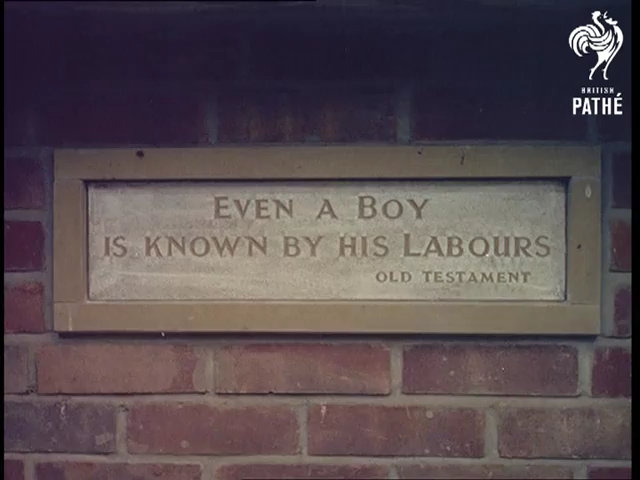 BRITISH
PATHÉ
EVEN A BOY
IS KNOWN BY HIS LABOURS
OLD TESTAMENT